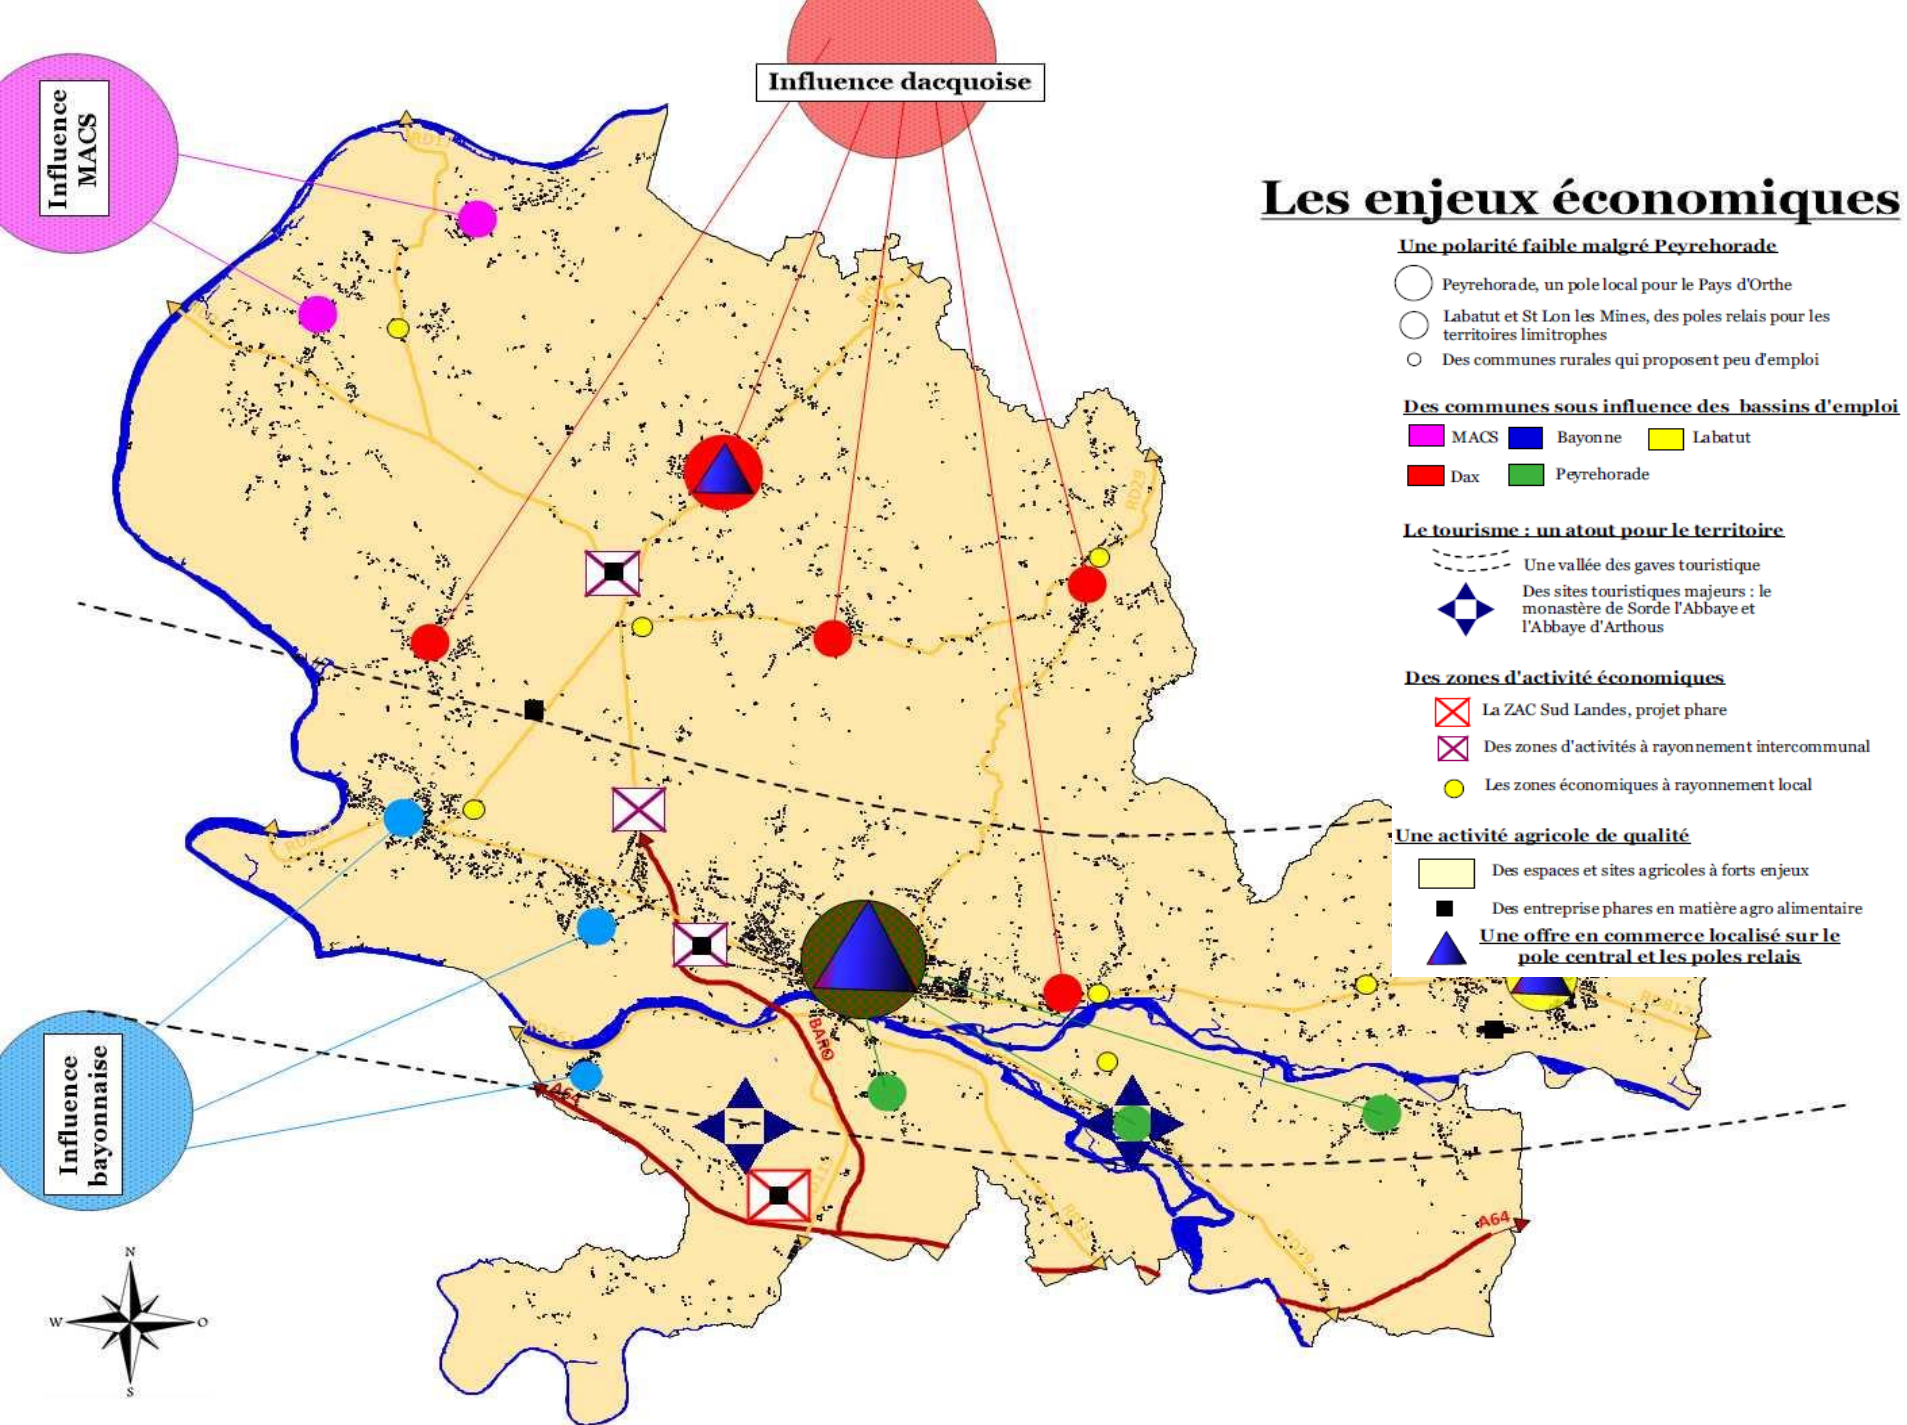 Influence dacquoise
Influence
MACS
Les enjeux économiques
Une polarité faible malgré Peyrehorade
Peyrehorade, un pole local pour le Pays d'Orthe
Labatut et St Lon les Mines, des poles relais pour les
territoires limitrophes
Des communes rurales qui proposent peu d'emploi
Des communes sous influence des bassins d'emploi
MACS
Bayonne
Labatut
Dax
Peyrehorade
Le tourisme : un atout pour le territoire
Une vallée des gaves touristique
Des sites touristiques majeurs : le
monastère de Sorde l'Abbaye et
l'Abbaye d'Arthous
Des zones d'activité économiques
La ZAC Sud Landes, projet phare
Des zones d'activités à rayonnement intercommunal
Les zones économiques à rayonnement local
Une activité agricole de qualité
Des espaces et sites agricoles à forts enjeux
Des entreprise phares en matière agro alimentaire
Une offre en commerce localisé sur le
pole central et les poles relais
RD29
BARO
A64
RD33
RD29
A64
Influence
bayonnaise
N
W
O
S